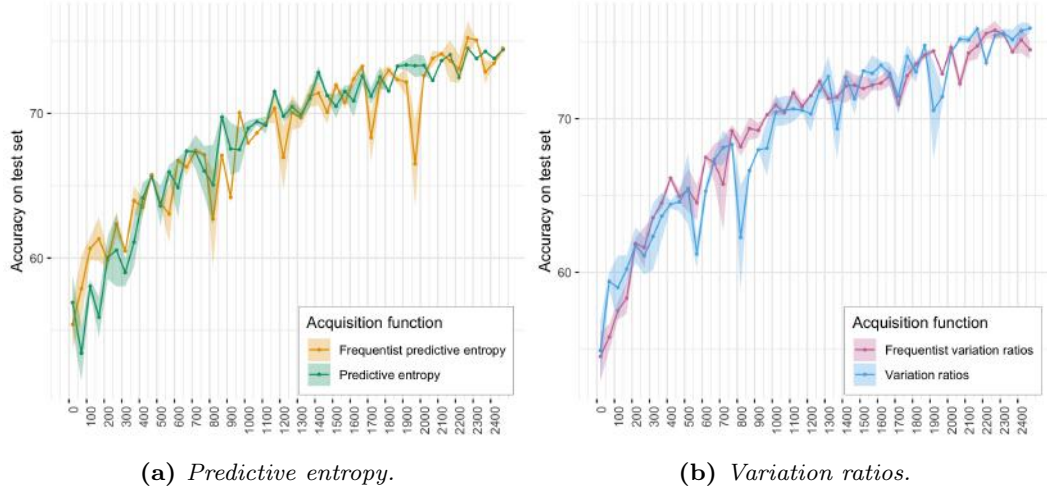 Accuracy on test set
70
60
Acquisition function
Frequentist predictive entropy
Predictive entropy
0 100 200 300 400 500 600 700 800 900 1000 1100 1200 1300 1400 1500 1600 1700 1800 1900 2000 2100 2200 2300 2400
(a) Predictive entropy.
Accuracy on test set
70
60
Acquisition function
Frequentist variation ratios
Variation ratios
0 100 200 300 400 500 600 700 800 900 1000 1100 1200 1300 1400 1500 1600 1700 1800 1900 2000 2100 2200 2300 2400
(b) Variation ratios.